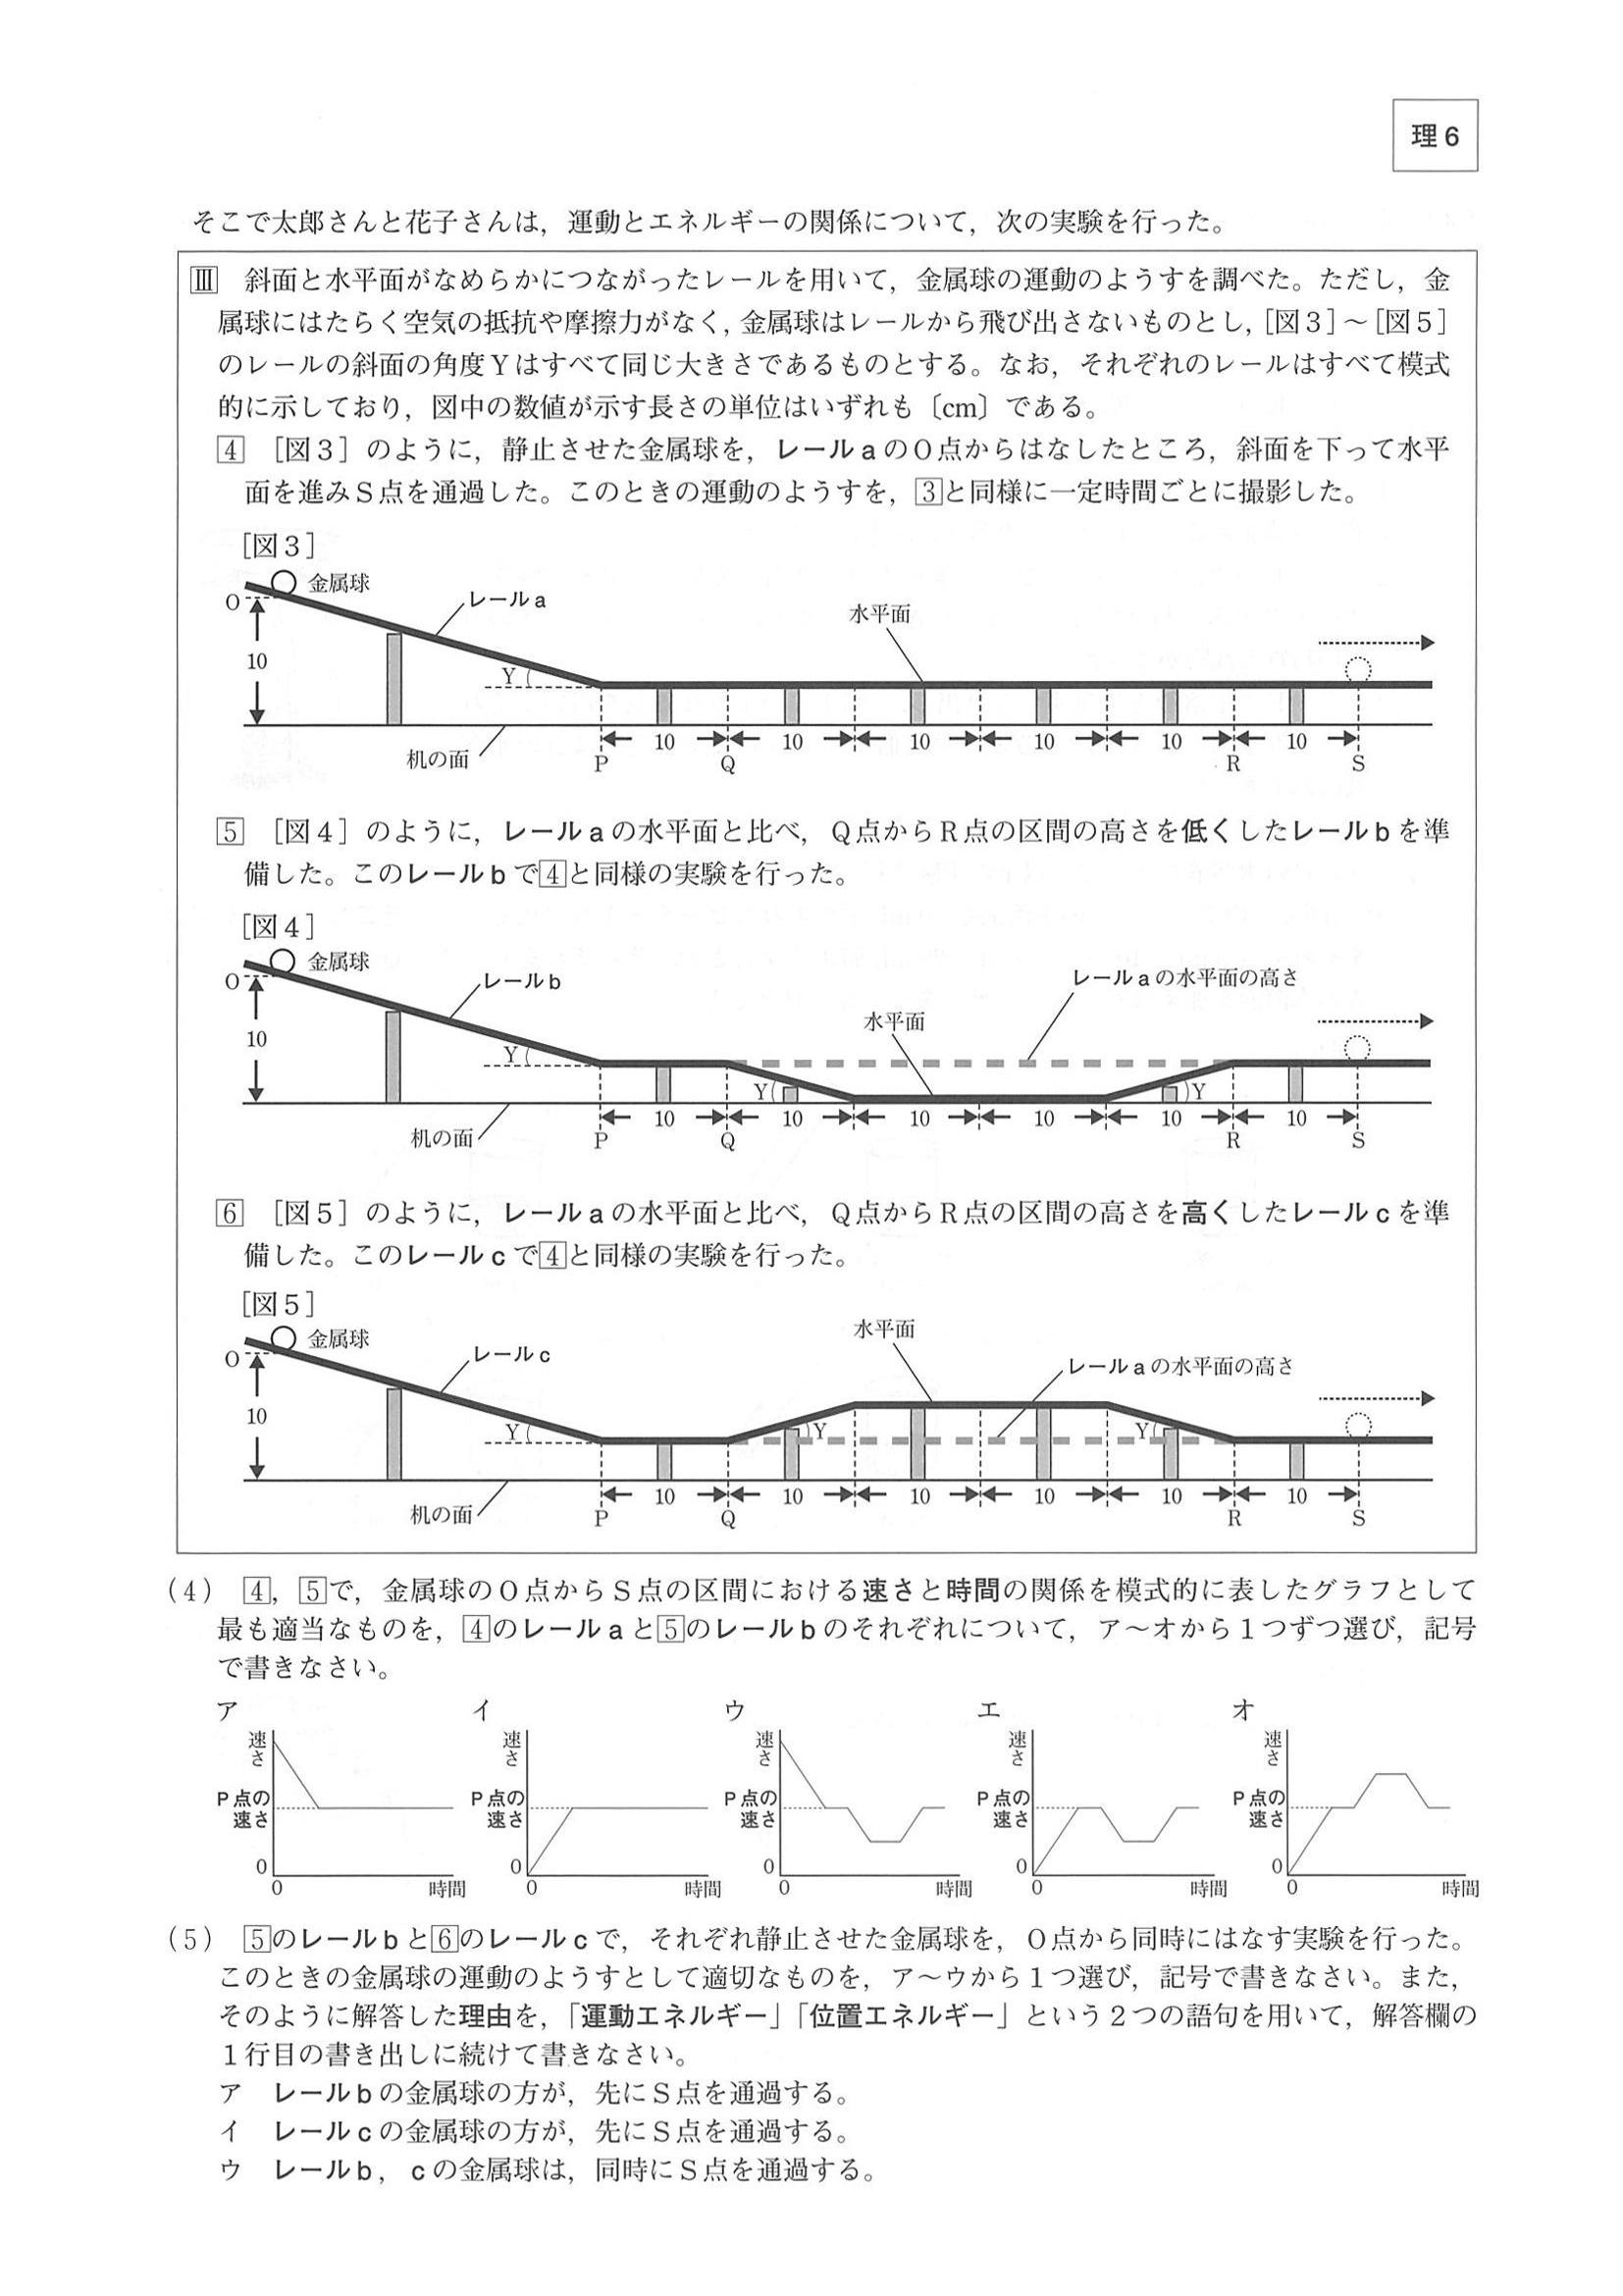 理6
そこで太郎さんと花子さんは，運動とエネルギーの関係について，次の実験を行った。
Ⅲ 斜面と水平面がなめらかにつながったレールを用いて，金属球の運動のようすを調べた。ただし，金
属球にはたらく空気の抵抗や摩擦力がなく，金属球はレールから飛び出さないものとし，［図３］～［図５］
のレールの斜面の角度Ｙはすべて同じ大きさであるものとする。なお，それぞれのレールはすべて模式
的に示しており，図中の数値が示す長さの単位はいずれも〔cm〕である。
4 ［図３］のように，静止させた金属球を，レールａのＯ点からはなしたところ，斜面を下って水平
面を進みＳ点を通過した。このときの運動のようすを，3と同様に一定時間ごとに撮影した。
［図３］
金属球
O
レールa
水平面
10
Y
机の面
10 10 10 10 10 10
P Q R S
5 ［図４］のように，レールａの水平面と比べ，Ｑ点からＲ点の区間の高さを低くしたレールｂを準
備した。このレールｂで4と同様の実験を行った。
［図４］
金属球
O
レールb
レールaの水平面の高さ
水平面
10
Y
Y
Y
机の面
10 10 10 10 10 10
P Q R S
6 ［図５］のように，レールａの水平面と比べ，Ｑ点からＲ点の区間の高さを高くしたレールｃを準
備した。このレールｃで4と同様の実験を行った。
［図５］
水平面
金属球
O
レールc
レールaの水平面の高さ
10
Y
Y
Y
机の面
10 10 10 10 10 10
P Q R S
（４） 4，5で，金属球のＯ点からＳ点の区間における速さと時間の関係を模式的に表したグラフとして
最も適当なものを，4のレールａと5のレールｂのそれぞれについて，ア～オから１つずつ選び，記号
で書きなさい。
ア イ ウ エ オ
速さ 速さ 速さ 速さ 速さ
P点の速さ P点の速さ P点の速さ P点の速さ P点の速さ
0 0 0 0 0
0 時間 0 時間 0 時間 0 時間 0 時間
（５） 5のレールｂと6のレールｃで，それぞれ静止させた金属球を，Ｏ点から同時にはなす実験を行った。
このときの金属球の運動のようすとして適切なものを，ア～ウから１つ選び，記号で書きなさい。また，
そのように解答した理由を，「運動エネルギー」「位置エネルギー」という２つの語句を用いて，解答欄の
１行目の書き出しに続けて書きなさい。
ア レールｂの金属球の方が，先にＳ点を通過する。
イ レールｃの金属球の方が，先にＳ点を通過する。
ウ レールｂ，ｃの金属球は，同時にＳ点を通過する。